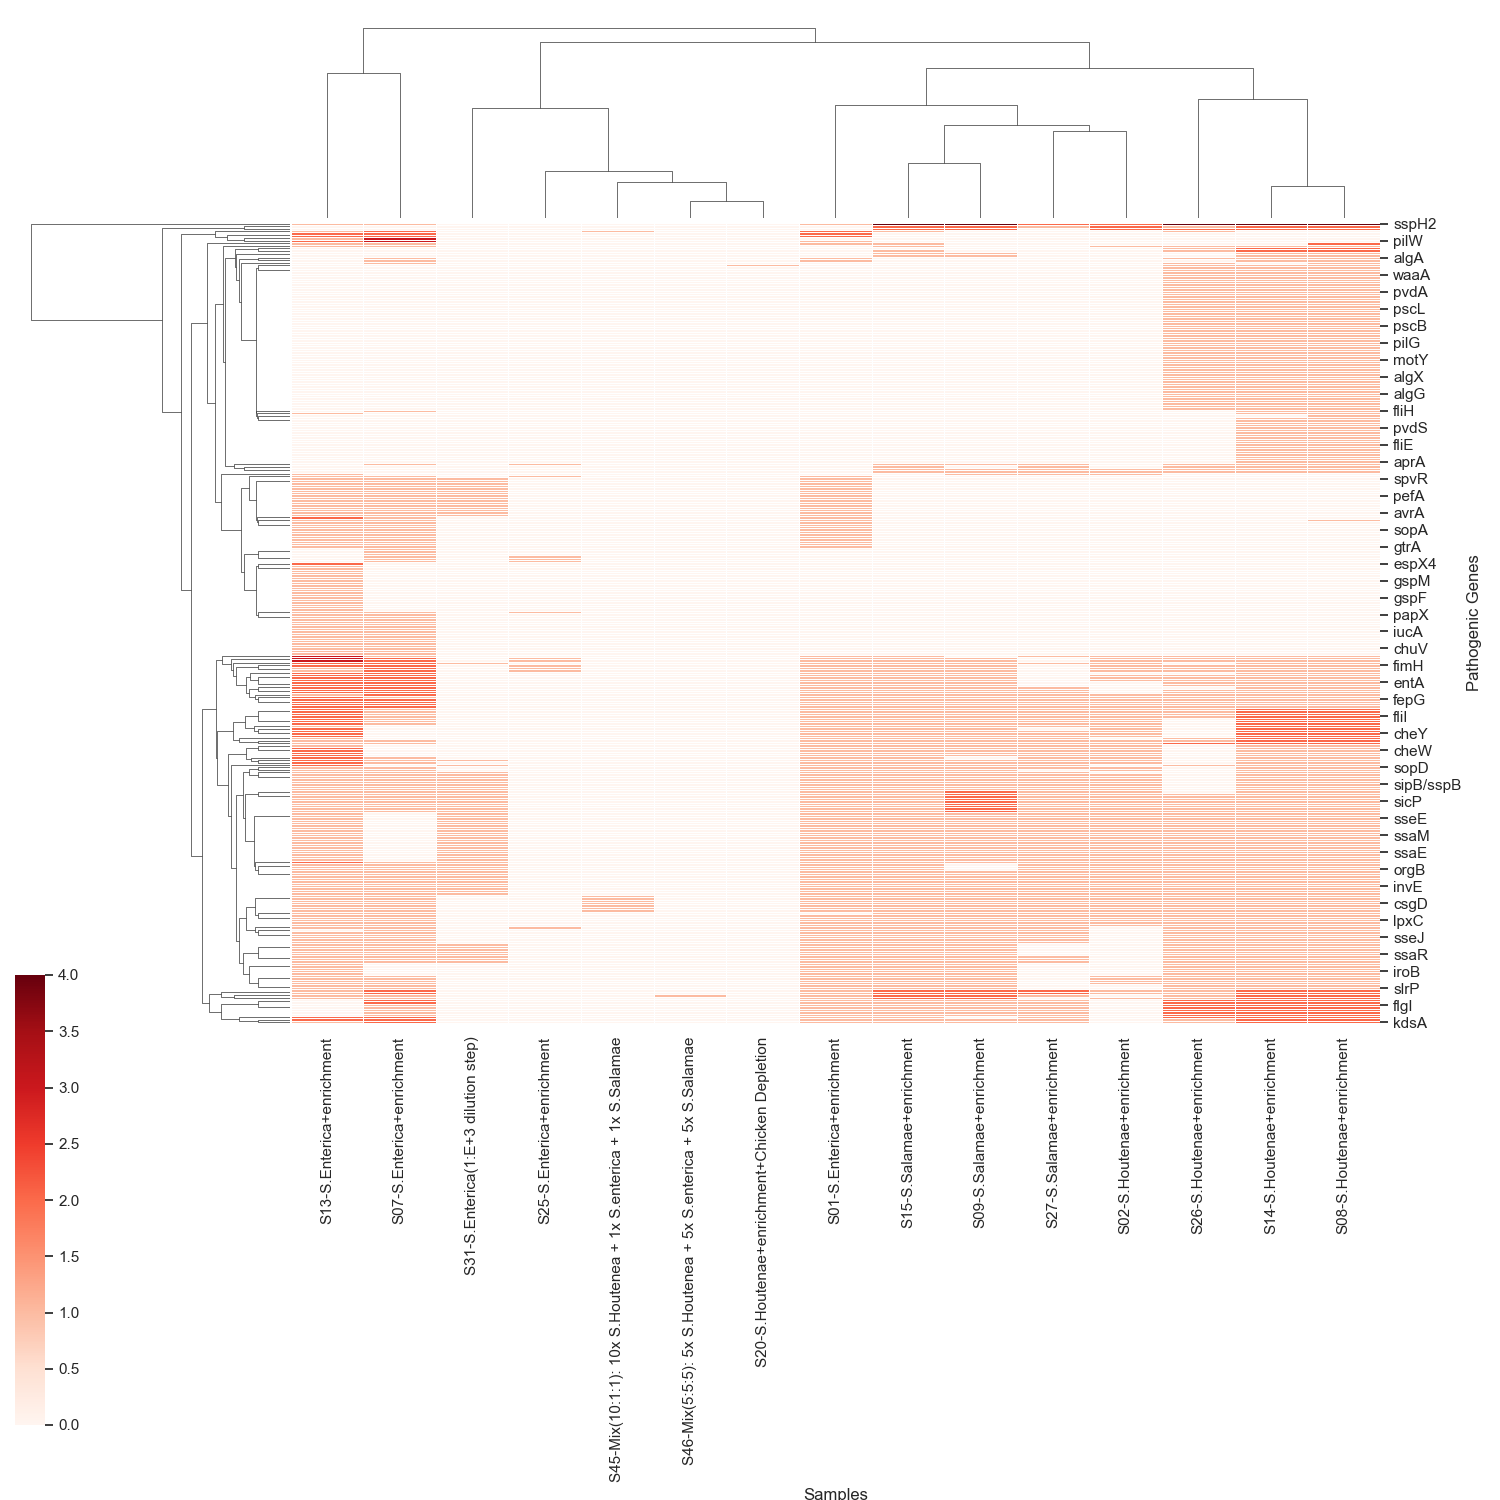 sspH2
pilW
algA
waaA
pvdA
pscL
pscB
pilG
motY
algX
algG
fliH
pvdS
fliE
aprA
spvR
pefA
avrA
sopA
gtrA
espX4
gspM
gspF
papX
iucA
chuV
fimH
entA
fepG
fliI
cheY
cheW
sopD
sipB/sspB
sicP
sseE
ssaM
ssaE
orgB
invE
csgD
lpxC
sseJ
ssaR
iroB
slrP
flgI
kdsA
Pathogenic Genes
4.0
3.5
3.0
2.5
2.0
1.5
1.0
0.5
0.0
S13-S.Enterica+enrichment
S07-S.Enterica+enrichment
S31-S.Enterica(1:E+3 dilution step)
S25-S.Enterica+enrichment
S45-Mix(10:1:1): 10x S.Houtenea + 1x S.enterica + 1x S.Salamae
S46-Mix(5:5:5): 5x S.Houtenea + 5x S.enterica + 5x S.Salamae
S20-S.Houtenae+enrichment+Chicken Depletion
S01-S.Enterica+enrichment
S15-S.Salamae+enrichment
S09-S.Salamae+enrichment
S27-S.Salamae+enrichment
S02-S.Houtenae+enrichment
S26-S.Houtenae+enrichment
S14-S.Houtenae+enrichment
S08-S.Houtenae+enrichment
Samples